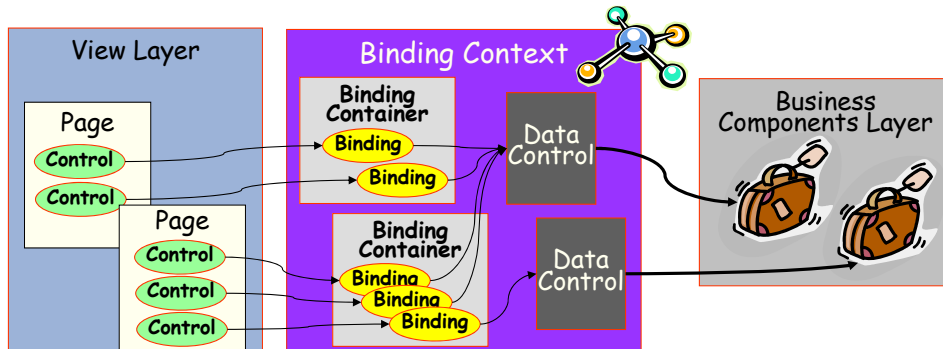 View Layer
Page
Control
Control
Page
Control
Control
Control
Binding Context
Binding
Container
Binding
Binding
Binding
Container
Binding
Binding
Binding
Data
Control
Data
Control
Business
Components Layer